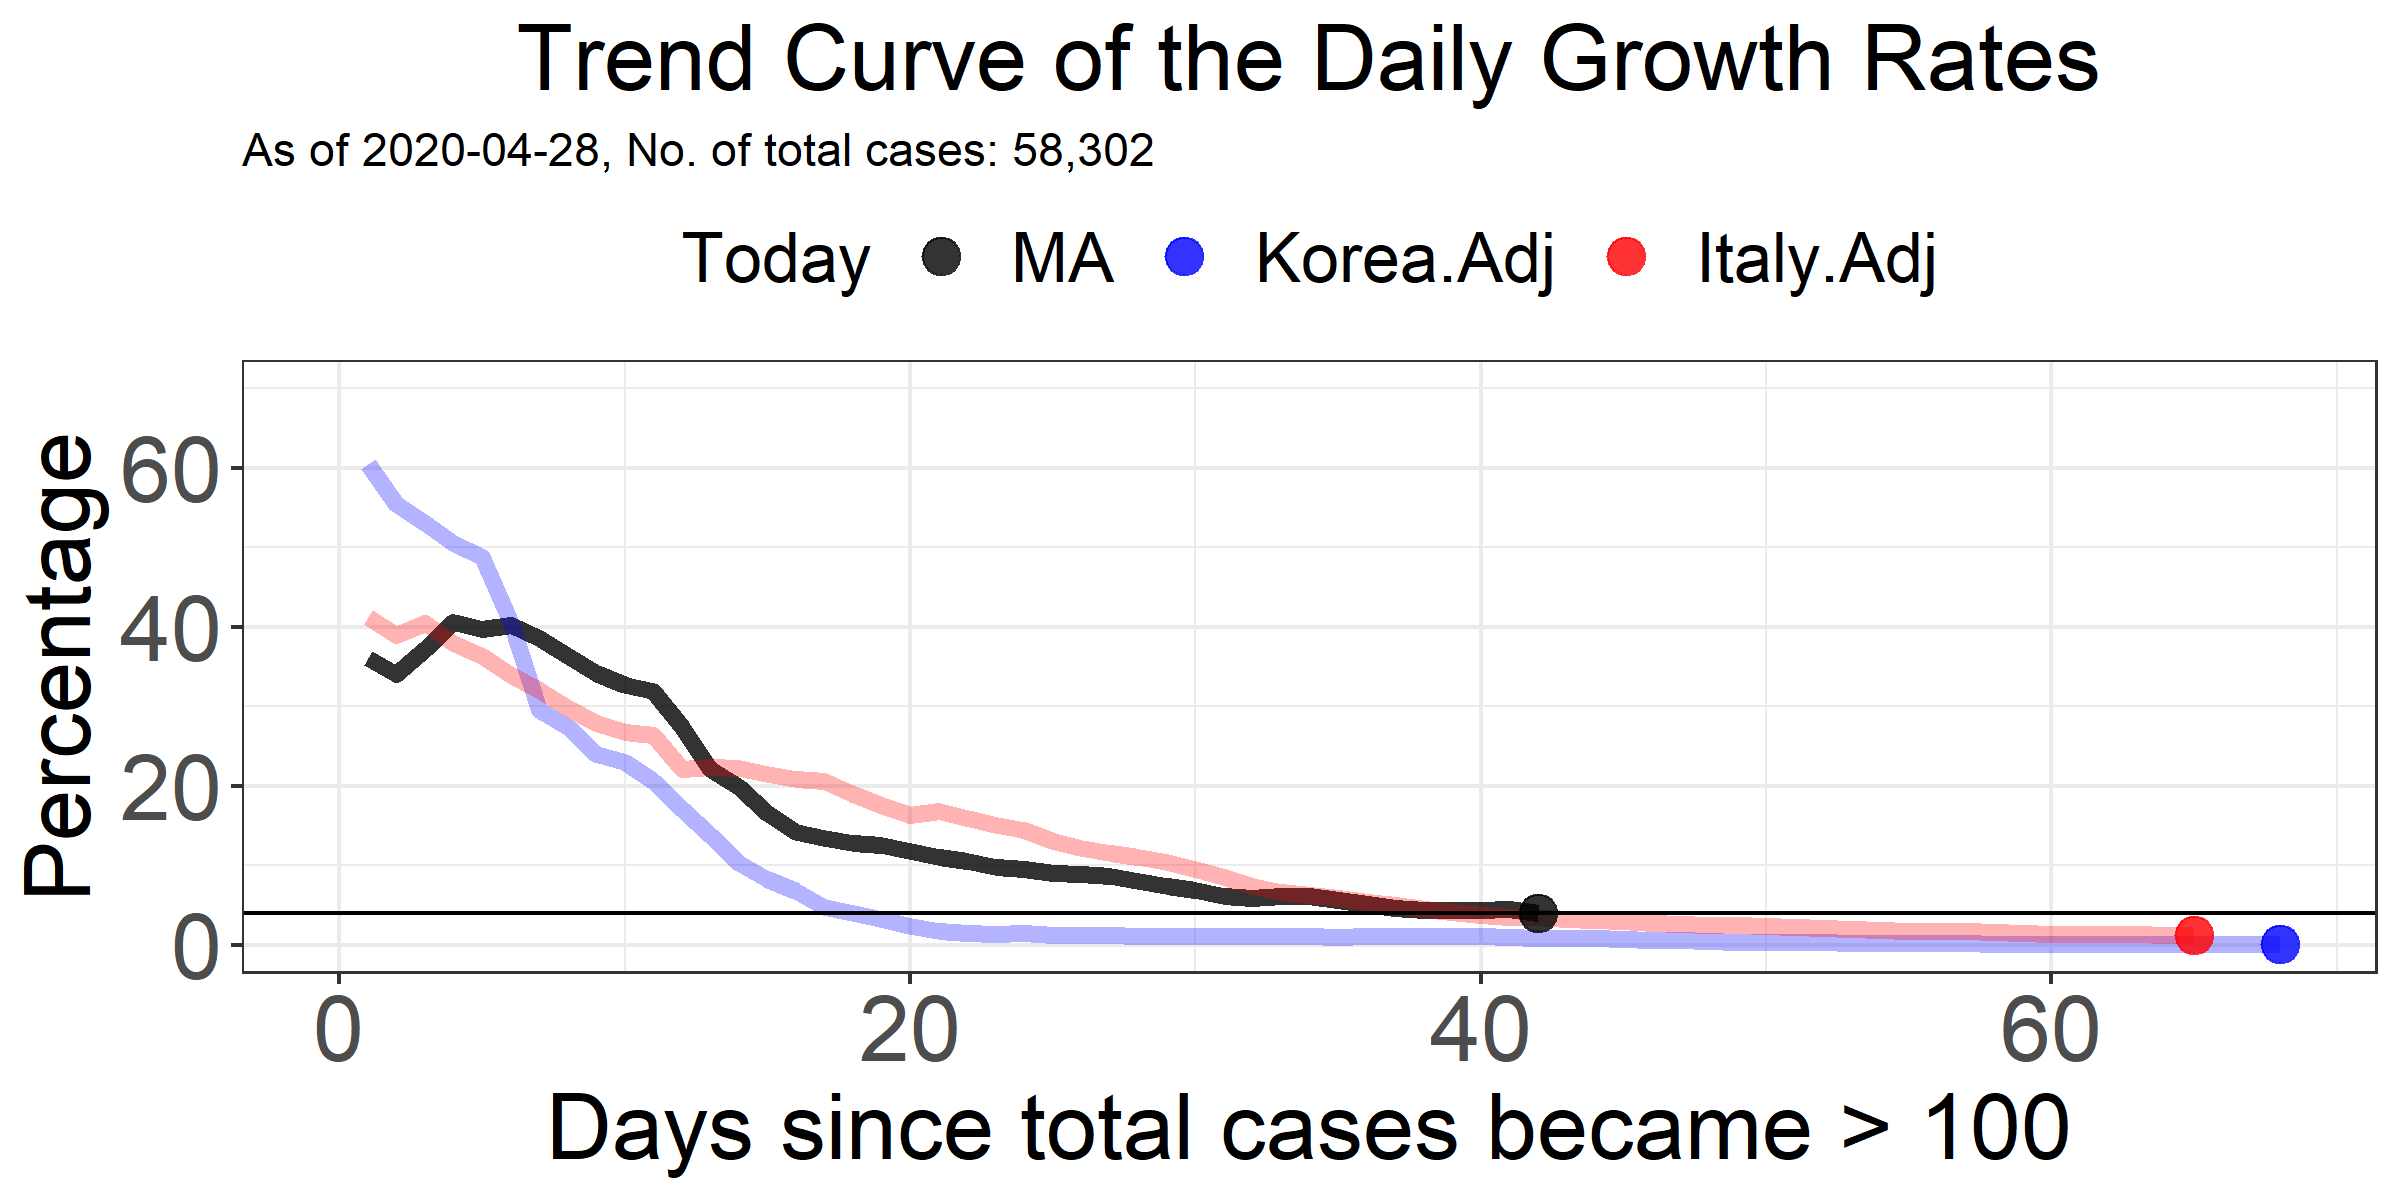 Trend Curve of the Daily Growth Rates
As of 2020-04-28, No. of total cases: 58,302
Today MA Korea.Adj Italy.Adj
Percentage
60
40
20
0
0 20 40 60
Days since total cases became > 100